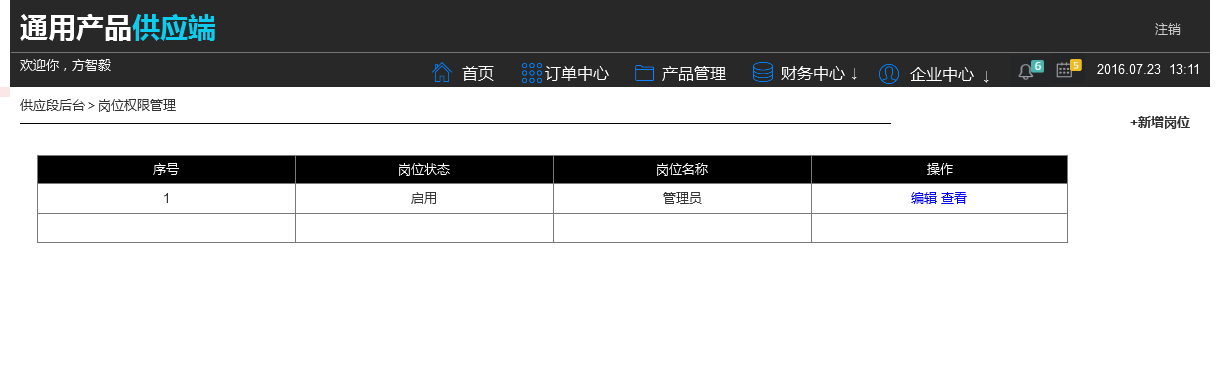 通用产品供应端
注销
欢迎你，方智毅
首页 订单中心 产品管理 财务中心 ↓ 企业中心 ↓ 6 5 2016.07.23 13:11
供应段后台 > 岗位权限管理
+新增岗位
序号 岗位状态 岗位名称 操作
1 启用 管理员 编辑 查看